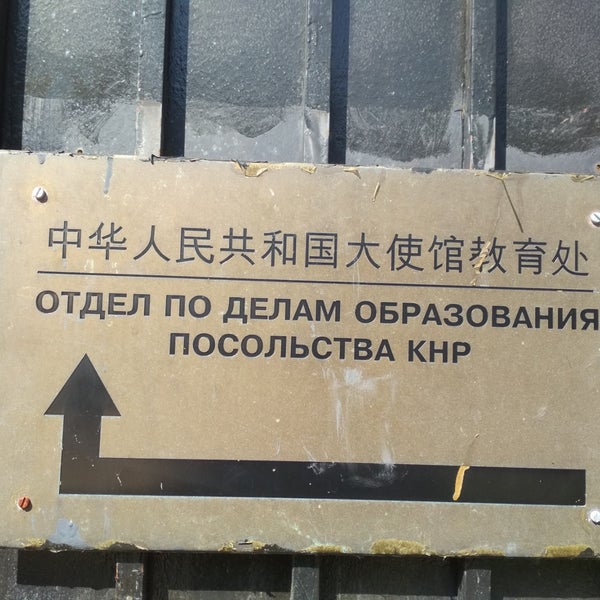 中华人民共和国大使馆教育处
ОТДЕЛ ПО ДЕЛАМ ОБРАЗОВАНИЯ
ПОСОЛЬСТВА КНР